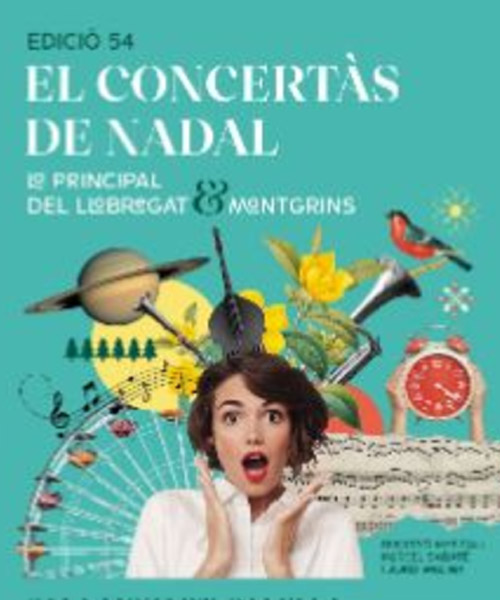 EDICIÓ 54
EL CONCERTÀS
DE NADAL
La PRINCIPAL
DEL LLOBREGAT & MONTGRINS